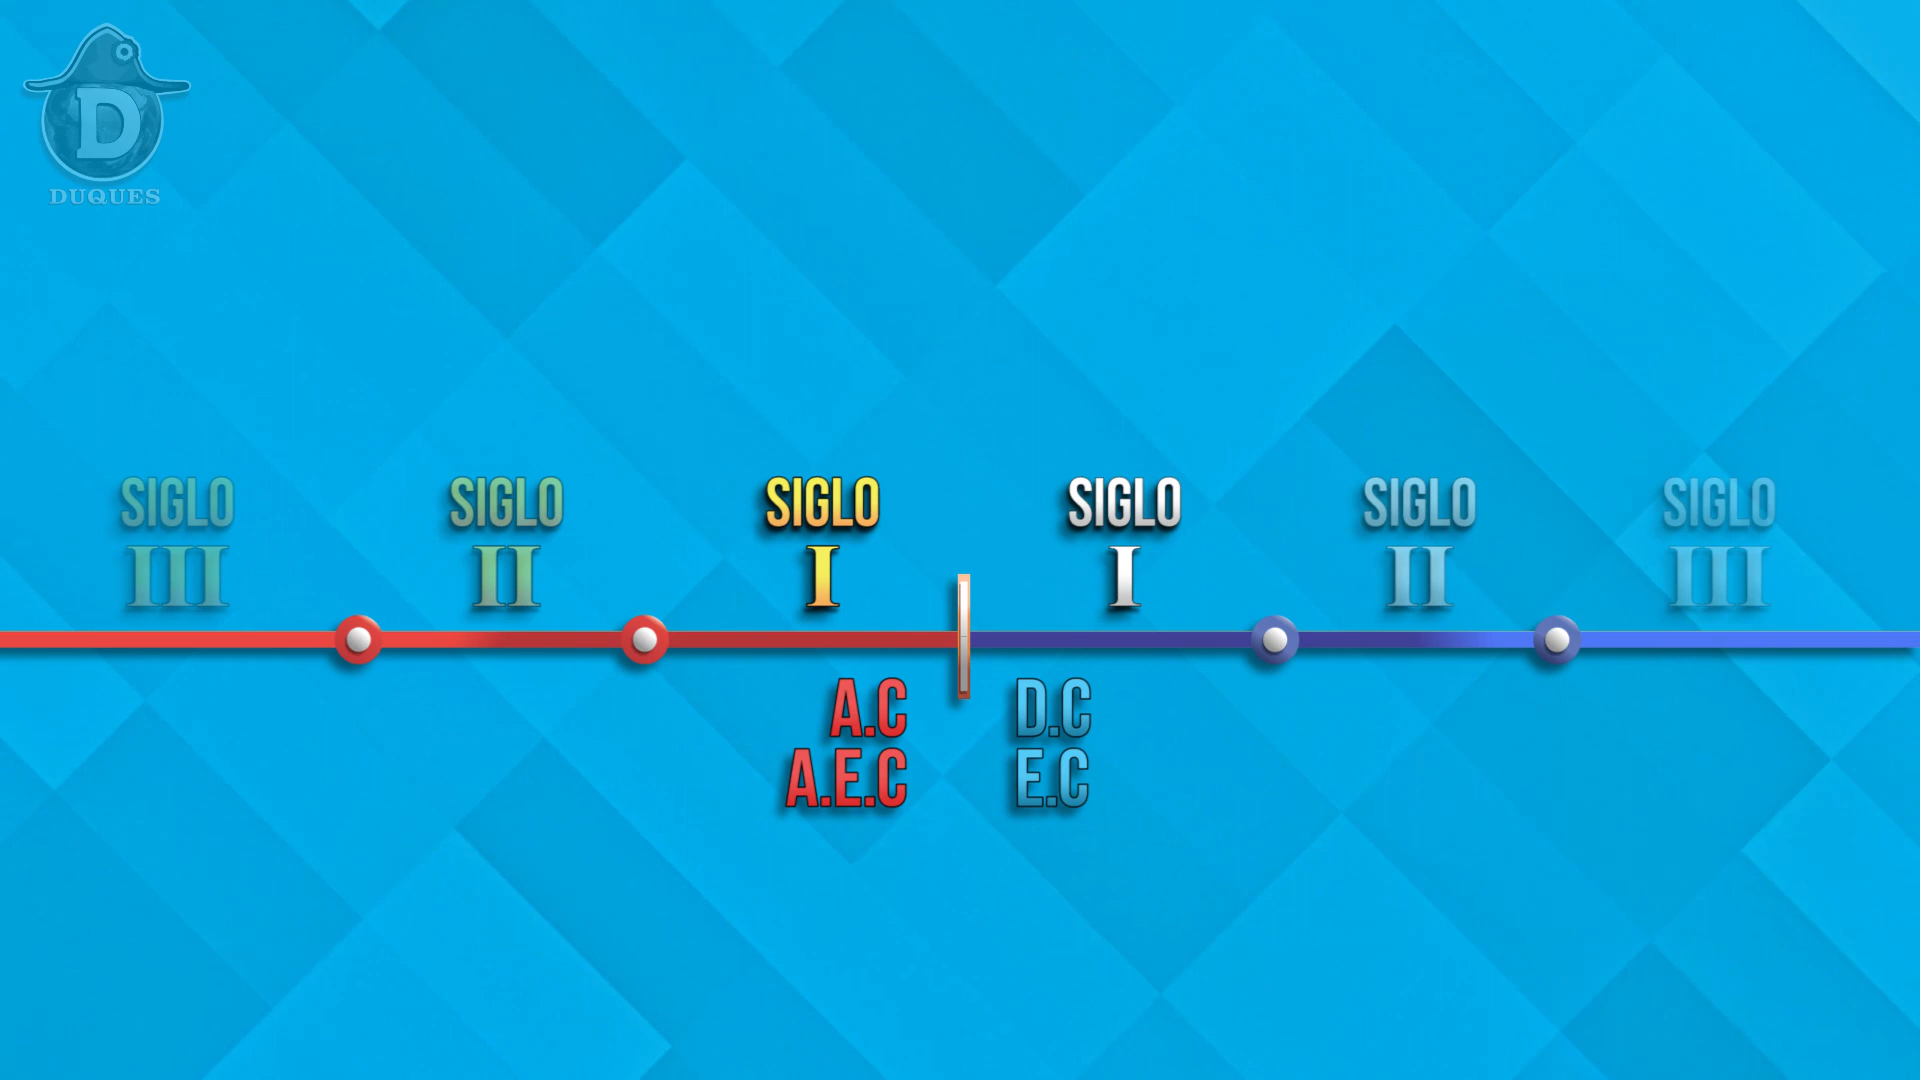 D
DUQUES
SIGLO
III
SIGLO
II
SIGLO
I
SIGLO
I
SIGLO
II
SIGLO
III
A.C
A.E.C
D.C
E.C